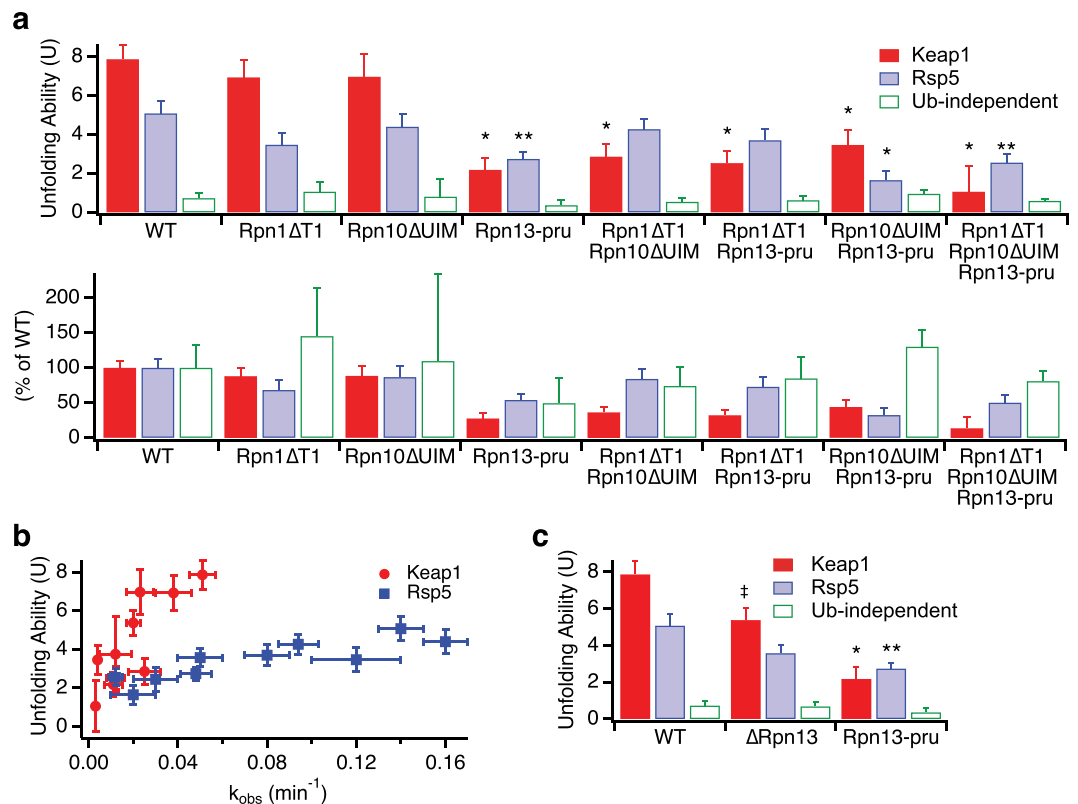 a
Unfolding Ability (U)
8
6
4
2
0
Keap1
Rsp5
Ub-independent
* ** * * * * * **
WT Rpn1ΔT1 Rpn10ΔUIM Rpn13-pru Rpn1ΔT1 Rpn1ΔT1 Rpn10ΔUIM Rpn1ΔT1
Rpn10ΔUIM Rpn13-pru Rpn13-pru Rpn10ΔUIM
Rpn13-pru
(% of WT)
200
150
100
50
0
WT Rpn1ΔT1 Rpn10ΔUIM Rpn13-pru Rpn1ΔT1 Rpn1ΔT1 Rpn10ΔUIM Rpn1ΔT1
Rpn10ΔUIM Rpn13-pru Rpn13-pru Rpn10ΔUIM
Rpn13-pru
b
Unfolding Ability (U)
8
6
4
2
0
Keap1
Rsp5
0.00 0.04 0.08 0.12 0.16
kobs (min-1)
c
Unfolding Ability (U)
8
6
4
2
0
Keap1
Rsp5
Ub-independent
‡ * **
WT ΔRpn13 Rpn13-pru